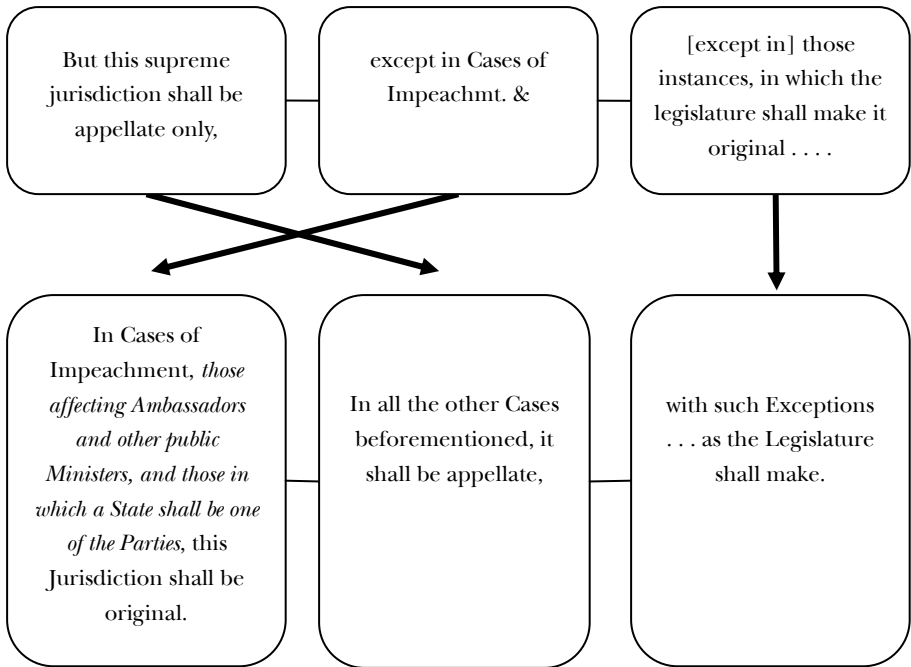 But this supreme
jurisdiction shall be
appellate only,
except in Cases of
Impeachmt. &
[except in] those
instances, in which the
legislature shall make it
original . . . .
In Cases of
Impeachment, those
affecting Ambassadors
and other public
Ministers, and those in
which a State shall be one
of the Parties, this
Jurisdiction shall be
original.
In all the other Cases
beforementioned, it
shall be appellate,
with such Exceptions
. . . as the Legislature
shall make.